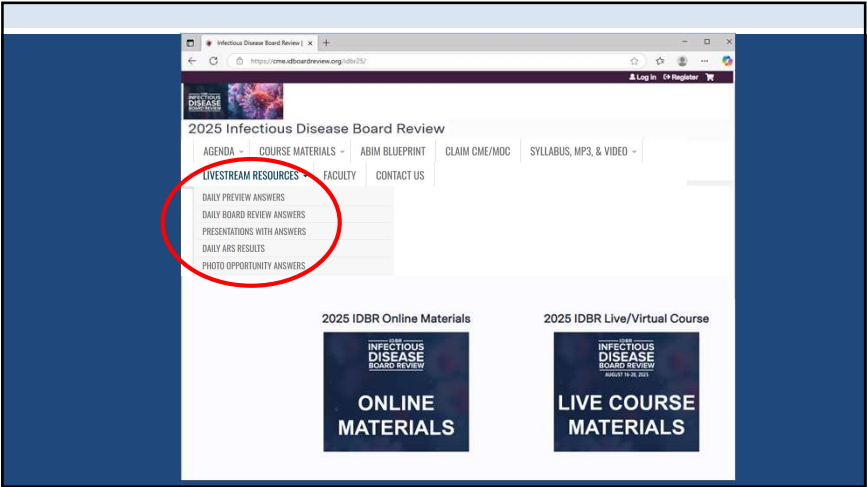 Infectious Disease Board Review |
https://cme.idboardreview.org/idbr25/
Log in Register
INFECTIOUS
DISEASE
BOARD REVIEW
2025 Infectious Disease Board Review
AGENDA COURSE MATERIALS ABIM BLUEPRINT CLAIM CME/MOC SYLLABUS, MP3, & VIDEO
LIVESTREAM RESOURCES FACULTY CONTACT US
DAILY PREVIEW ANSWERS
DAILY BOARD REVIEW ANSWERS
PRESENTATIONS WITH ANSWERS
DAILY ARS RESULTS
PHOTO OPPORTUNITY ANSWERS
2025 IDBR Online Materials
2025 IDBR Live/Virtual Course
IDBR
INFECTIOUS
DISEASE
BOARD REVIEW
ONLINE
MATERIALS
IDBR
INFECTIOUS
DISEASE
BOARD REVIEW
LIVE COURSE
MATERIALS